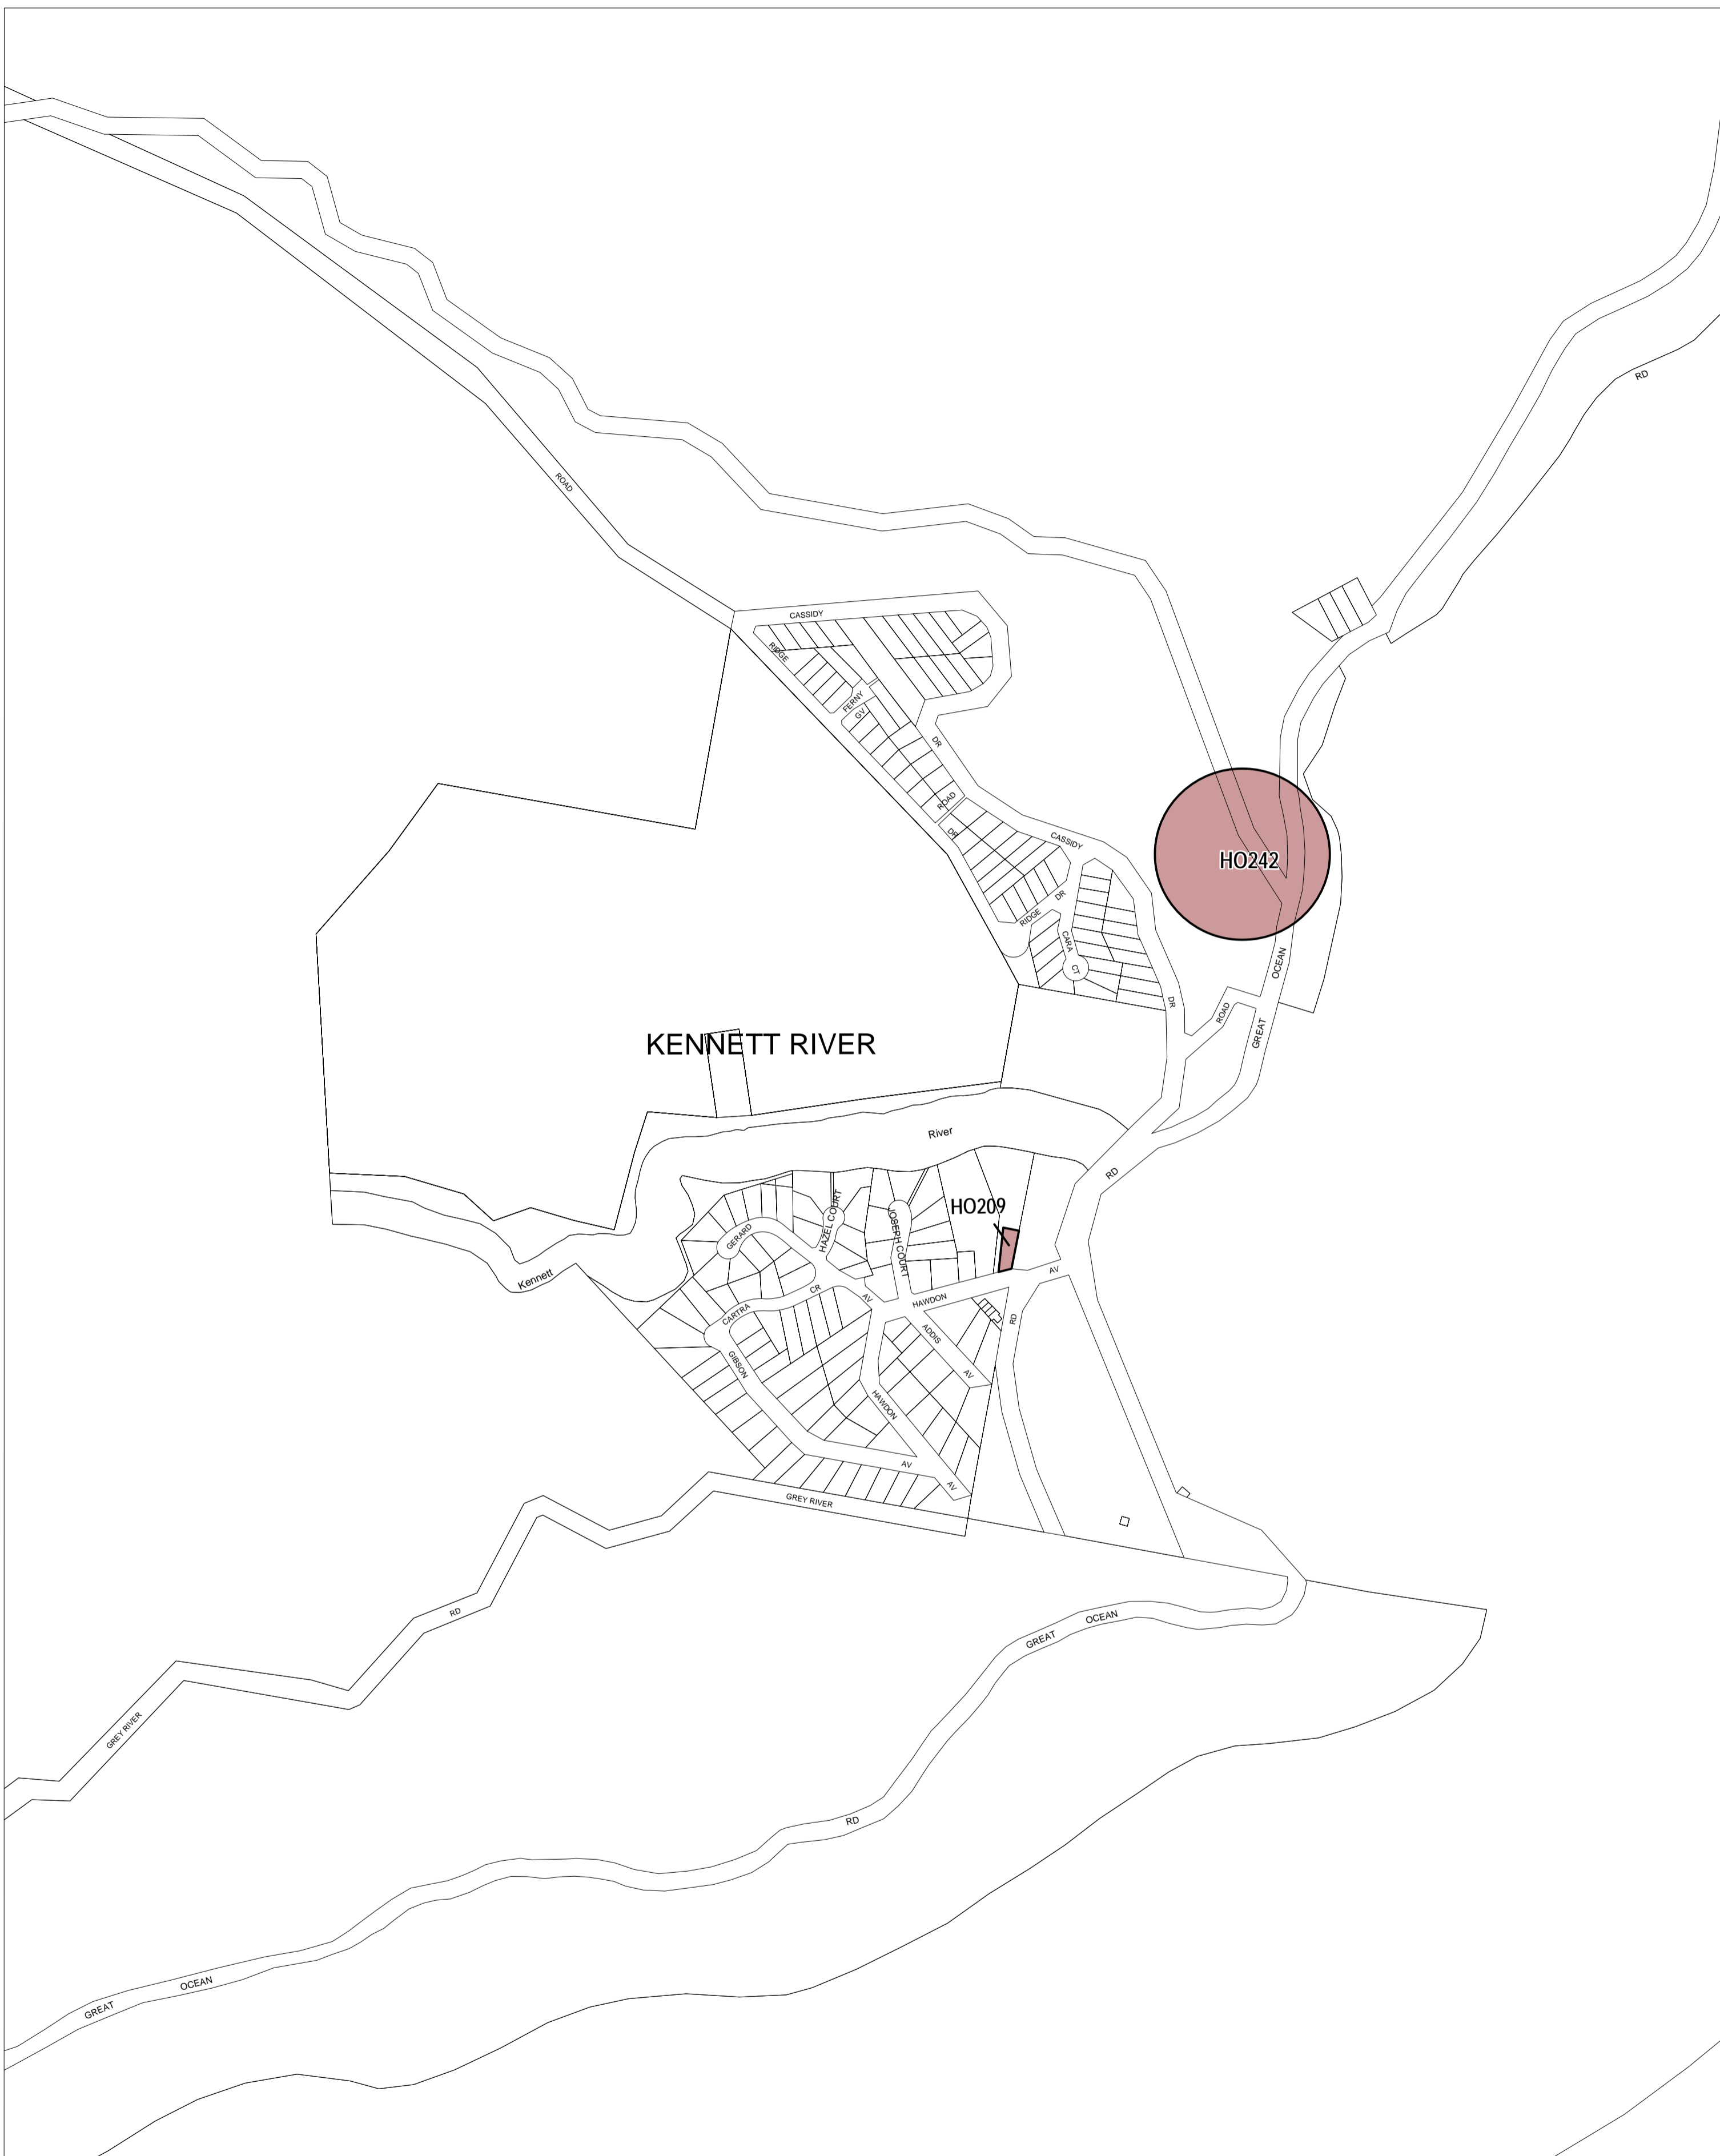 RD
ROAD
CASSIDY
RIDGE
FERNY
GV
DR
ROAD
DR
CASSIDY
HO242
DR
RIDGE
CARA
CT
OCEAN
DR
ROAD
GREAT
KENNETT RIVER
River
RD
HO209
HAZEL COURT
JOSEPH COURT
GERARD
AV
Kennett
CR
AV
HAWDON
CARTRA
RD
ADDIS
GIBSON
AV
HAWDON
AV
AV
GREY RIVER
RD
OCEAN
GREAT
GREY RIVER
RD
OCEAN
GREAT